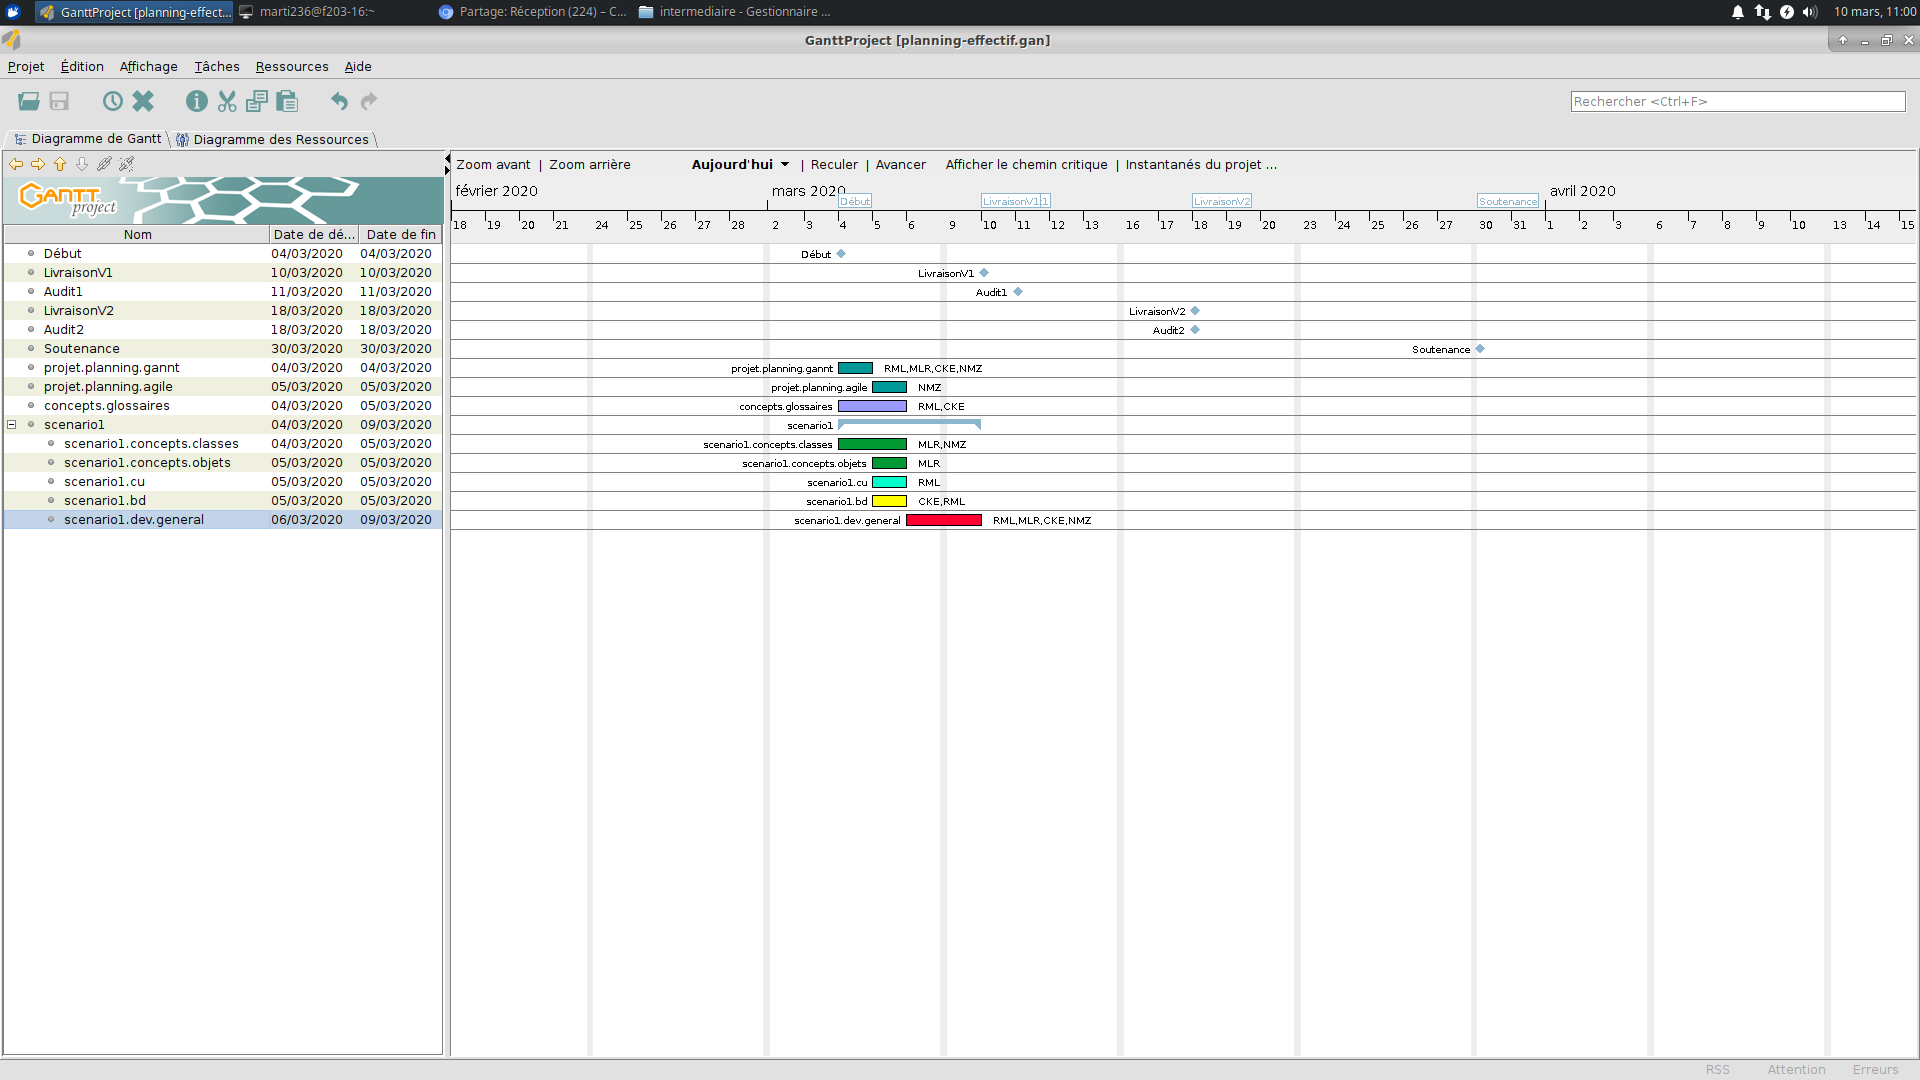 GanttProject [planning-effect... marti236@f203-16:~ Partage: Réception (224) – C... intermediaire - Gestionnaire ... 10 mars, 11:00
GanttProject [planning-effectif.gan]
Projet Édition Affichage Tâches Ressources Aide
Rechercher <Ctrl+F>
Diagramme de Gantt Diagramme des Ressources
Zoom avant | Zoom arrière Aujourd'hui | Reculer | Avancer Afficher le chemin critique | Instantanés du projet ...
GANTT project
février 2020 mars 2020 avril 2020
Début LivraisonV1 1 LivraisonV2 Soutenance
18 19 20 21 24 25 26 27 28 2 3 4 5 6 9 10 11 12 13 16 17 18 19 20 23 24 25 26 27 30 31 1 2 3 6 7 8 9 10 13 14 15
Nom Date de dé... Date de fin
Début 04/03/2020 04/03/2020 Début
LivraisonV1 10/03/2020 10/03/2020 LivraisonV1
Audit1 11/03/2020 11/03/2020 Audit1
LivraisonV2 18/03/2020 18/03/2020 LivraisonV2
Audit2 18/03/2020 18/03/2020 Audit2
Soutenance 30/03/2020 30/03/2020 Soutenance
projet.planning.gannt 04/03/2020 04/03/2020 projet.planning.gannt RML,MLR,CKE,NMZ
projet.planning.agile 05/03/2020 05/03/2020 projet.planning.agile NMZ
concepts.glossaires 04/03/2020 05/03/2020 concepts.glossaires RML,CKE
scenario1 04/03/2020 09/03/2020 scenario1
scenario1.concepts.classes 04/03/2020 05/03/2020 scenario1.concepts.classes MLR,NMZ
scenario1.concepts.objets 05/03/2020 05/03/2020 scenario1.concepts.objets MLR
scenario1.cu 05/03/2020 05/03/2020 scenario1.cu RML
scenario1.bd 05/03/2020 05/03/2020 scenario1.bd CKE,RML
scenario1.dev.general 06/03/2020 09/03/2020 scenario1.dev.general RML,MLR,CKE,NMZ
RSS Attention Erreurs